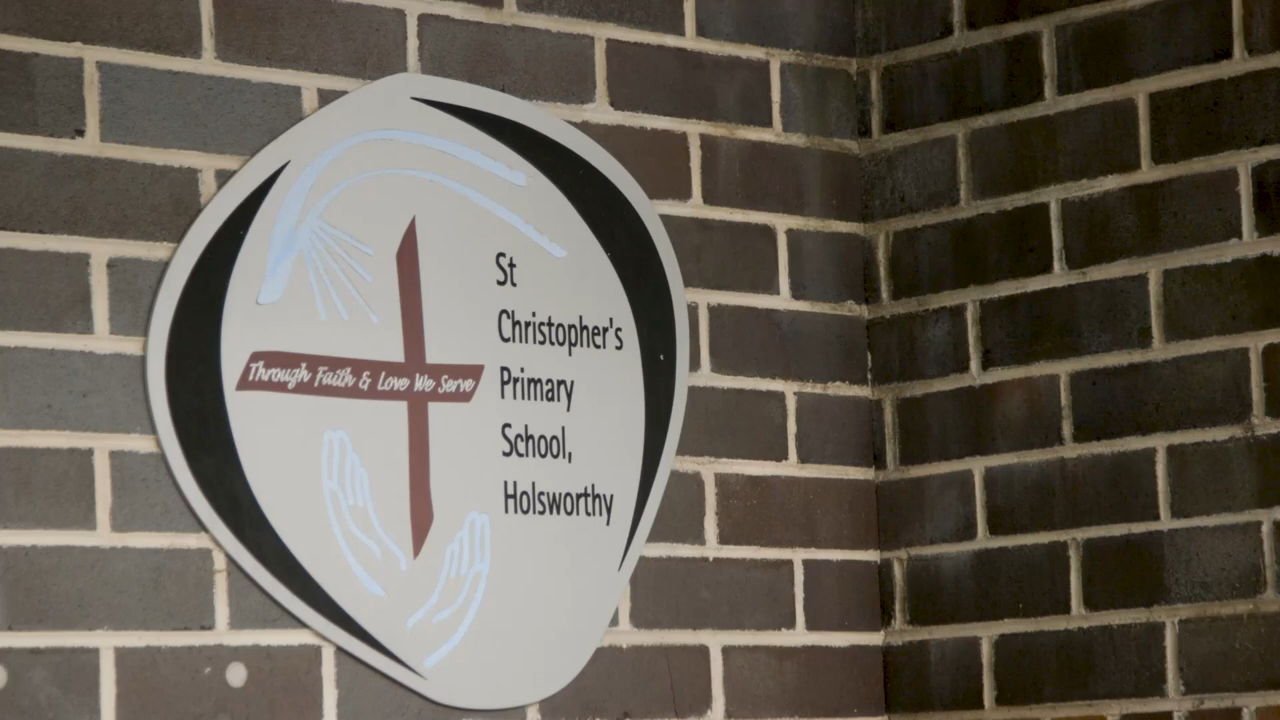 St
Christopher's
Primary
School,
Holsworthy
Through Faith & Love We Serve